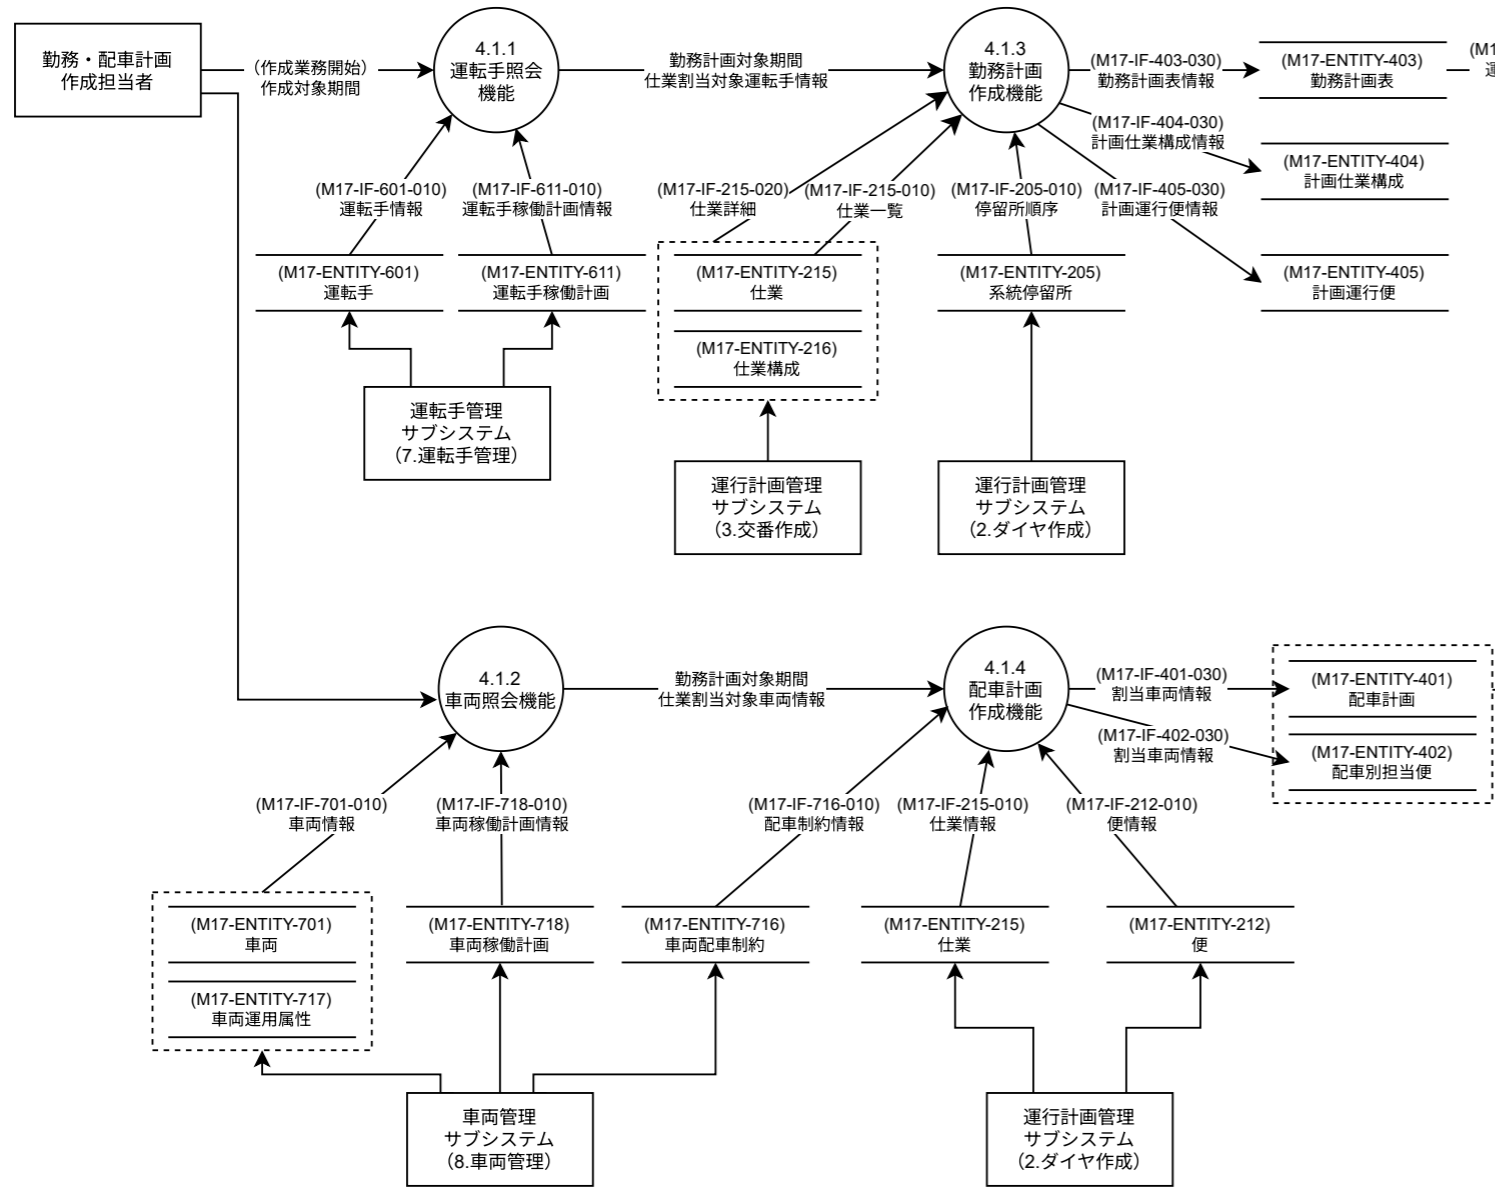 勤務・配車計画
作成担当者
(作成業務開始)
作成対象期間
4.1.1
運転手照会
機能
勤務計画対象期間
仕業割当対象運転手情報
4.1.3
勤務計画
作成機能
(M17-IF-403-030)
勤務計画表情報
(M17-ENTITY-403)
勤務計画表
(M1
(M17-IF-404-030)
計画仕業構成情報
(M17-ENTITY-404)
計画仕業構成
(M17-IF-601-010)
運転手情報
(M17-IF-611-010)
運転手稼働計画情報
(M17-IF-215-020)
仕業詳細
(M17-IF-215-010)
仕業一覧
(M17-IF-205-010)
停留所順序
(M17-IF-405-030)
計画運行便情報
(M17-ENTITY-601)
運転手
(M17-ENTITY-611)
運転手稼働計画
(M17-ENTITY-215)
仕業
(M17-ENTITY-205)
系統停留所
(M17-ENTITY-405)
計画運行便
(M17-ENTITY-216)
仕業構成
運転手管理
サブシステム
(7.運転手管理)
運行計画管理
サブシステム
(3.交番作成)
運行計画管理
サブシステム
(2.ダイヤ作成)
4.1.2
車両照会機能
勤務計画対象期間
仕業割当対象車両情報
4.1.4
配車計画
作成機能
(M17-IF-401-030)
割当車両情報
(M17-ENTITY-401)
配車計画
(M17-IF-402-030)
割当車両情報
(M17-ENTITY-402)
配車別担当便
(M17-IF-701-010)
車両情報
(M17-IF-718-010)
車両稼働計画情報
(M17-IF-716-010)
配車制約情報
(M17-IF-215-010)
仕業情報
(M17-IF-212-010)
便情報
(M17-ENTITY-701)
車両
(M17-ENTITY-718)
車両稼働計画
(M17-ENTITY-716)
車両配車制約
(M17-ENTITY-215)
仕業
(M17-ENTITY-212)
便
(M17-ENTITY-717)
車両運用属性
車両管理
サブシステム
(8.車両管理)
運行計画管理
サブシステム
(2.ダイヤ作成)